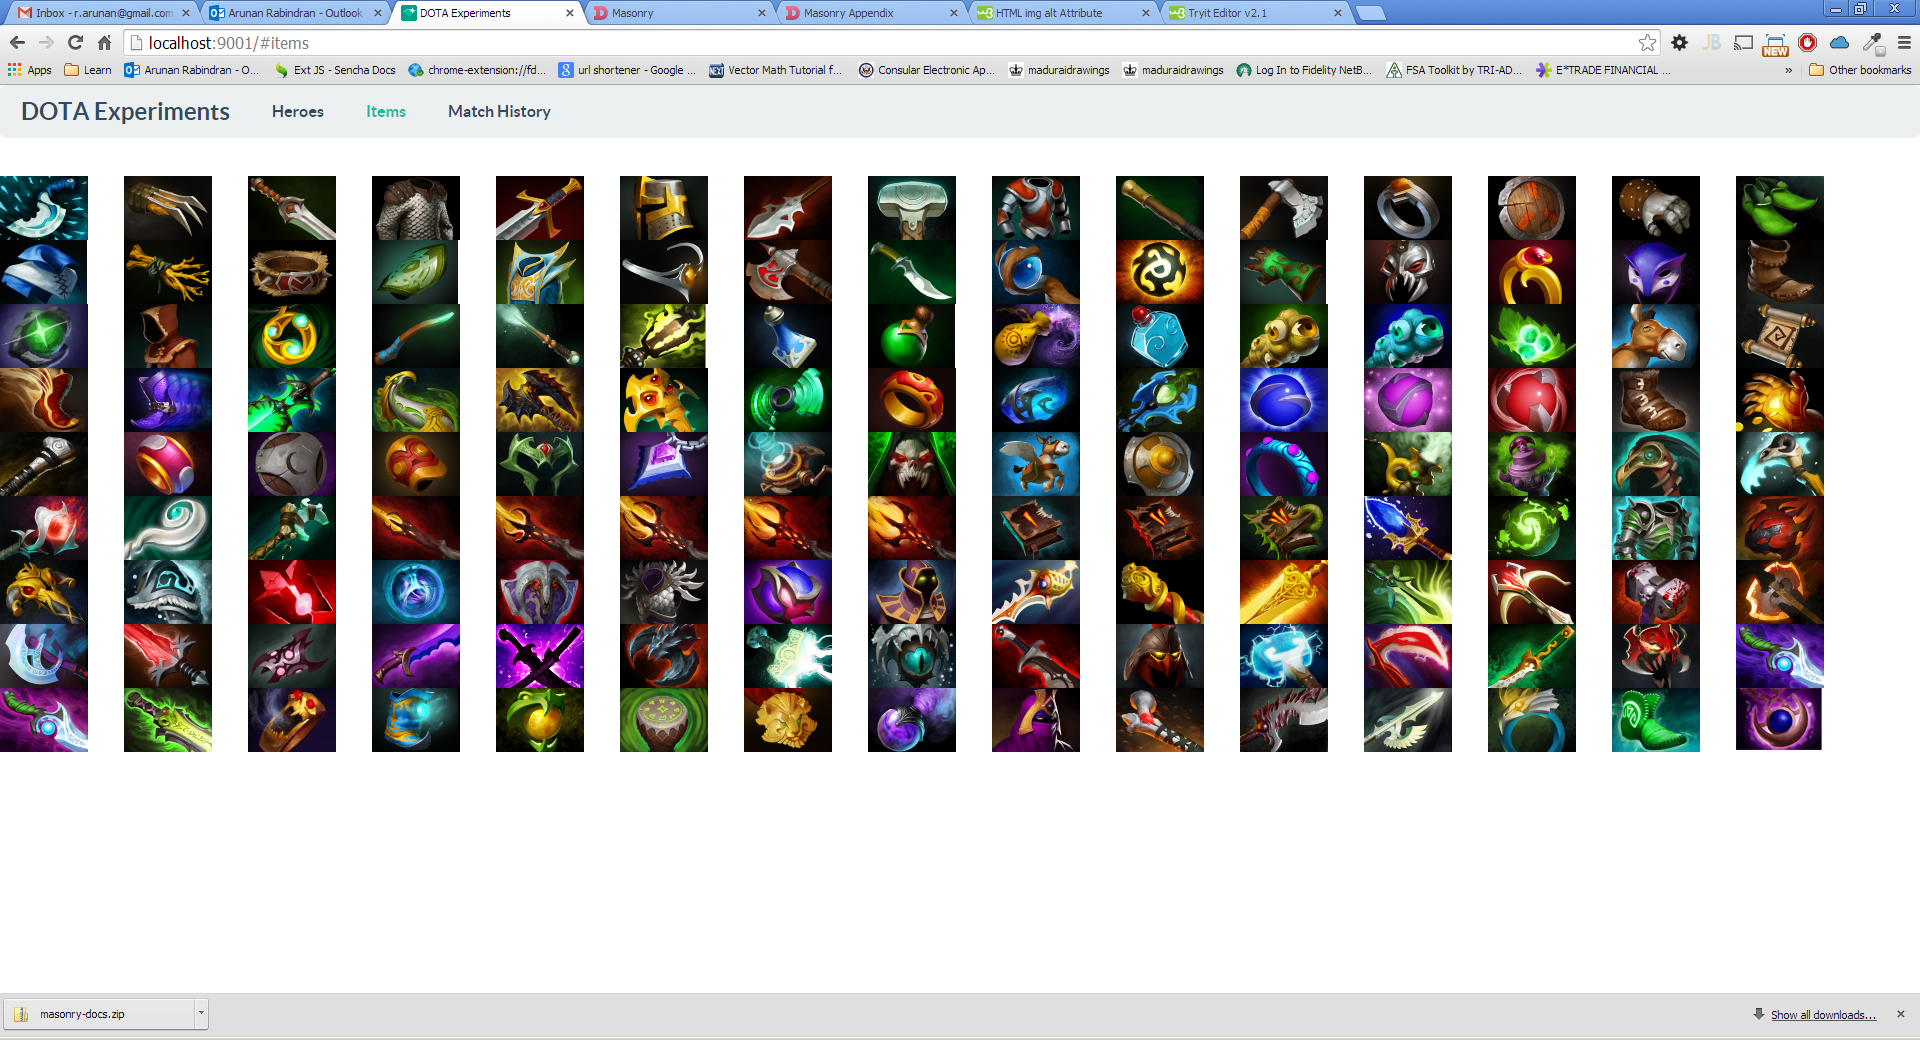 Inbox - r.arunan@gmail.com
Arunan Rabindran - Outlook
DOTA Experiments
Masonry
Masonry Appendix
HTML img alt Attribute
Tryit Editor v2.1
localhost:9001/#items
JB
NEW
Apps
Learn
Arunan Rabindran - O...
Ext JS - Sencha Docs
chrome-extension://fd...
url shortener - Google ...
Vector Math Tutorial f...
Consular Electronic Ap...
maduraidrawings
maduraidrawings
Log In to Fidelity NetB...
FSA Toolkit by TRI-AD...
E*TRADE FINANCIAL ...
»
Other bookmarks
DOTA Experiments
Heroes
Items
Match History
masonry-docs.zip
Show all downloads...